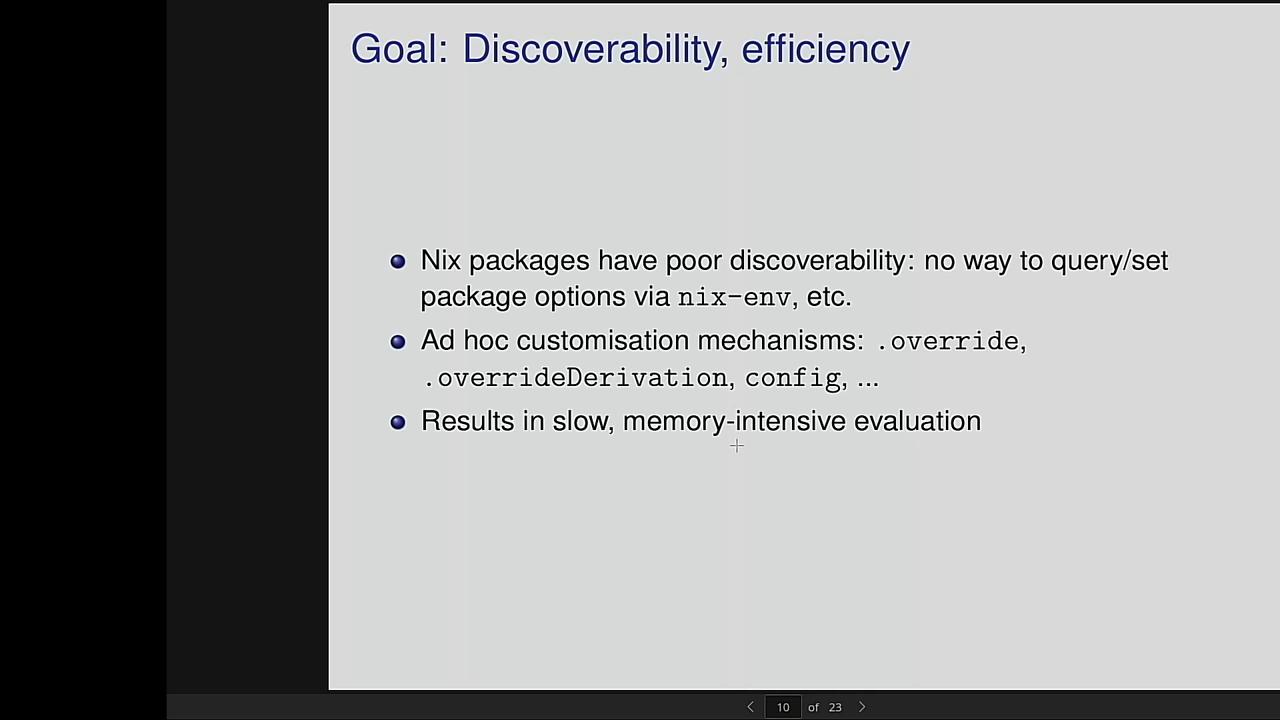 Goal: Discoverability, efficiency
Nix packages have poor discoverability: no way to query/set
package options via nix-env, etc.
Ad hoc customisation mechanisms: .override,
.overrideDerivation, config, ...
Results in slow, memory-intensive evaluation
10 of 23